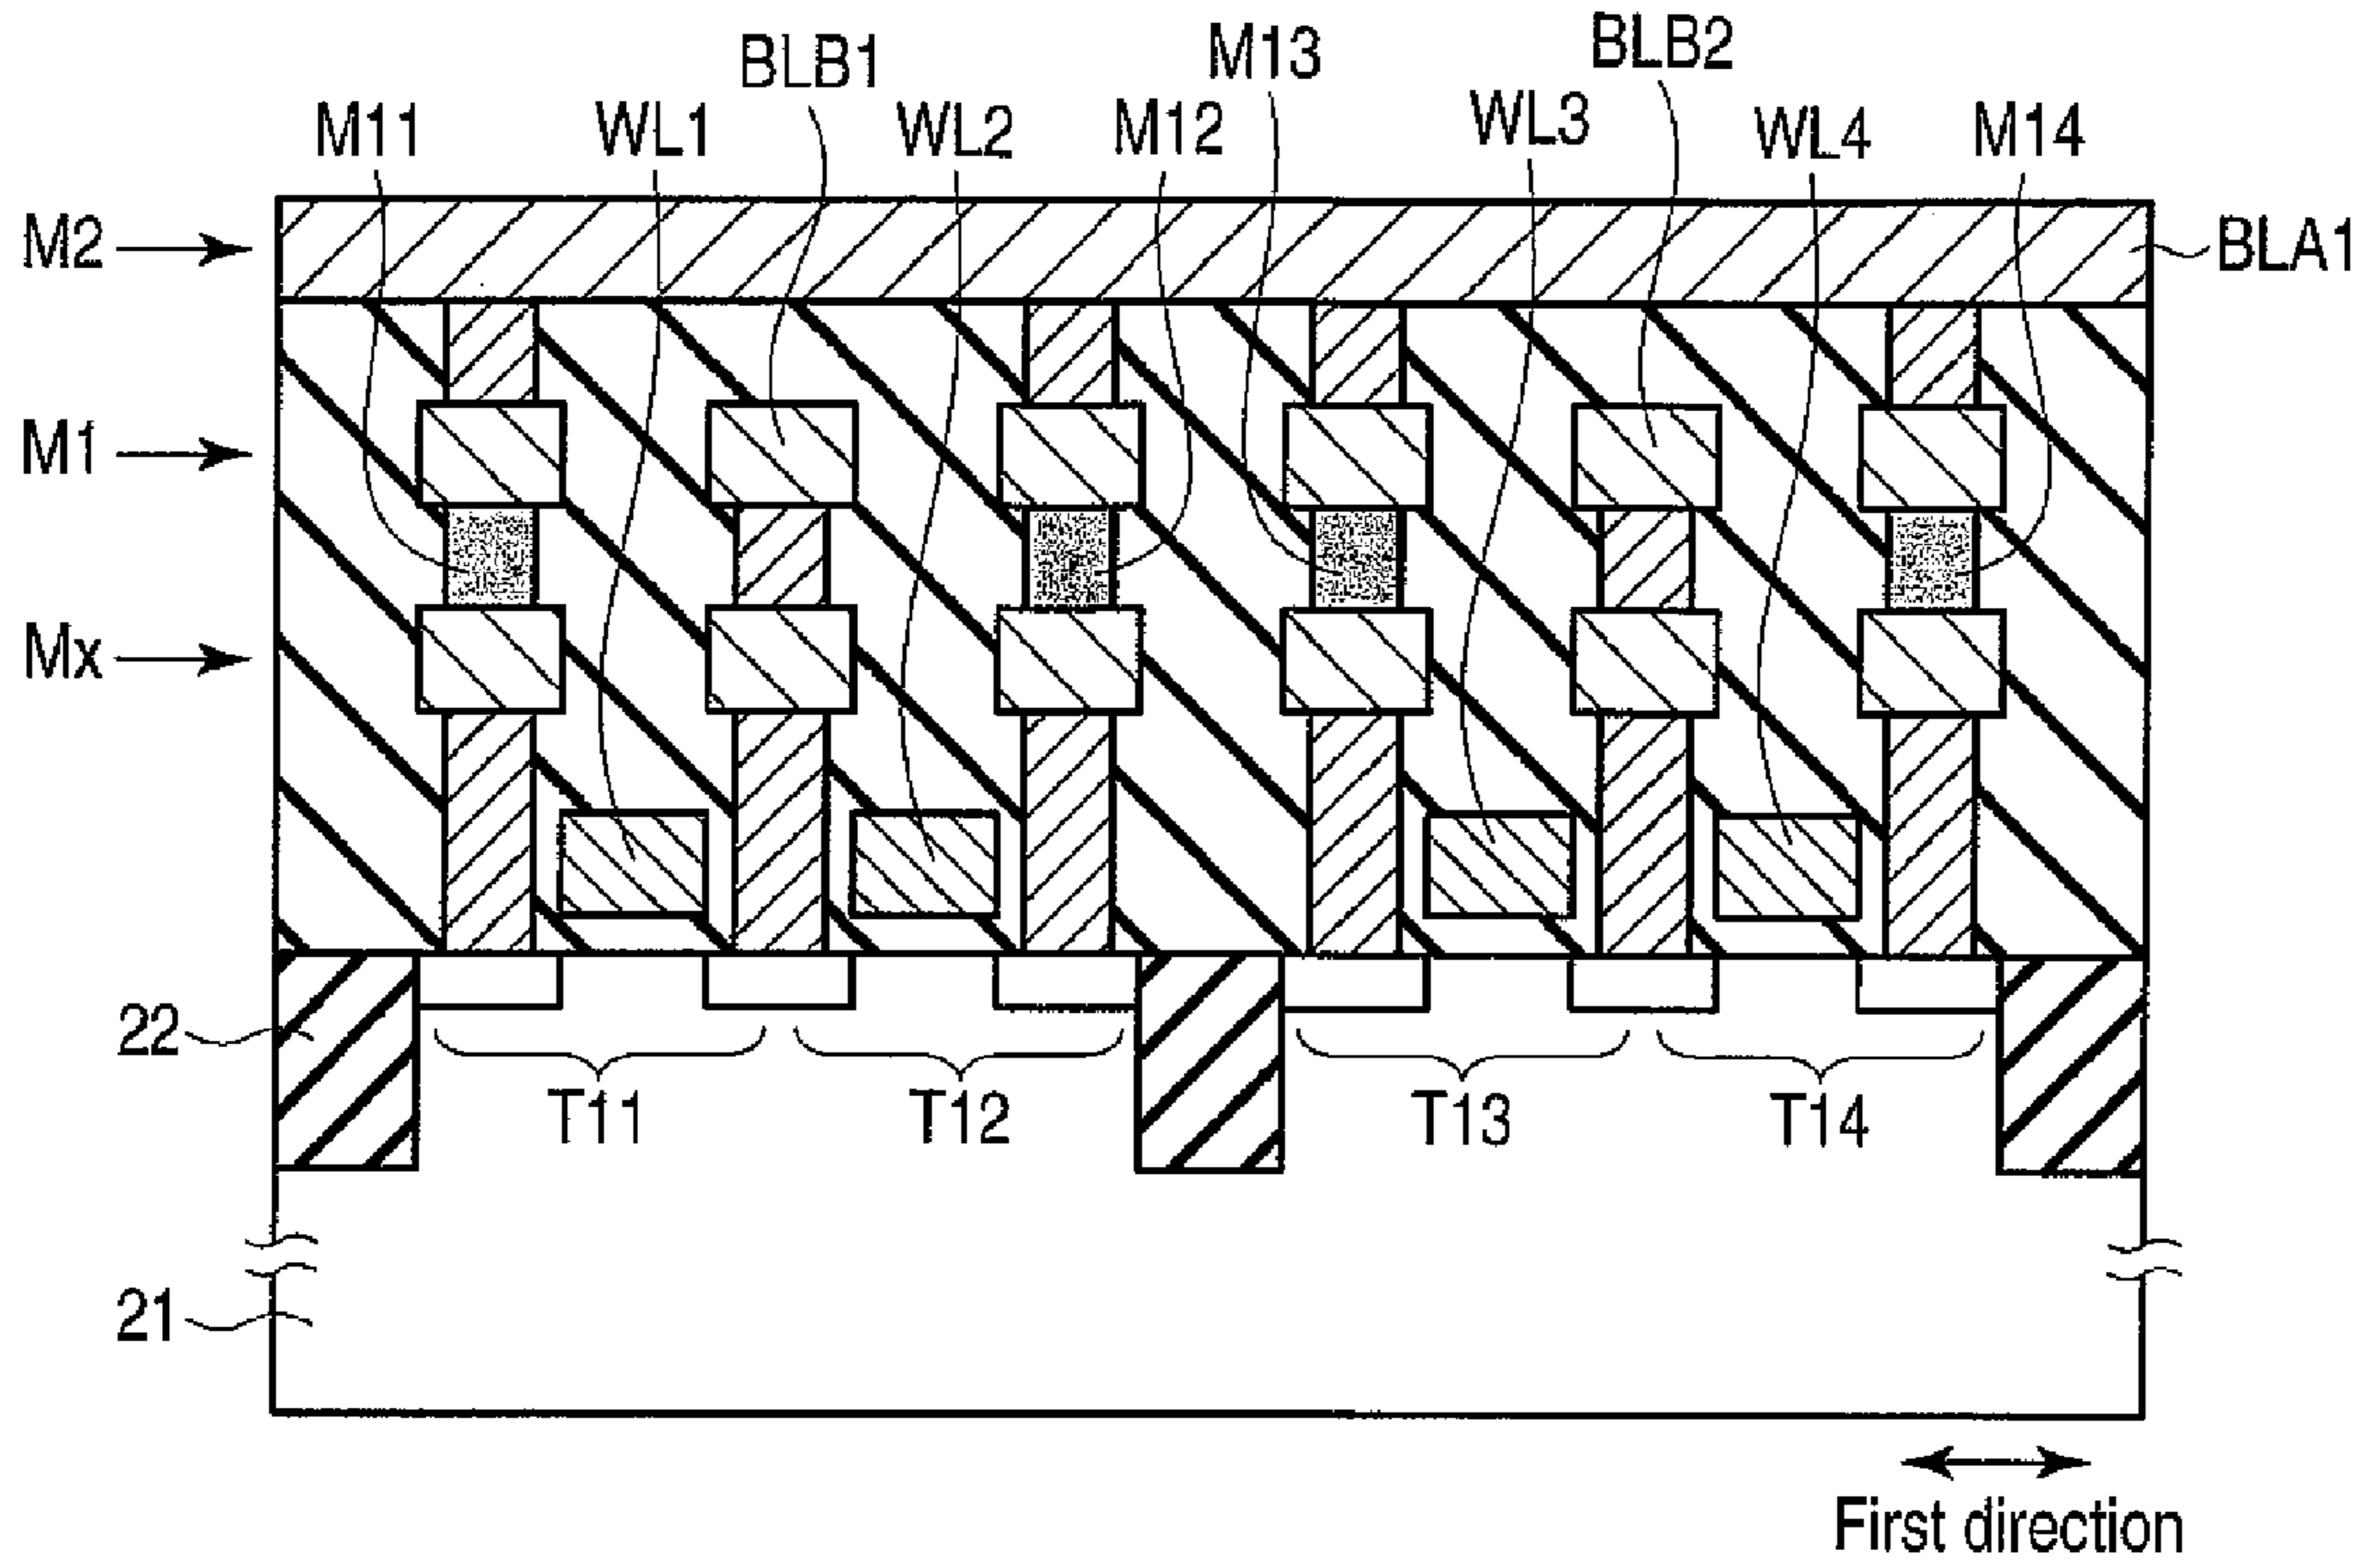 BLB1 M13 BLB2
M11 WL1 WL2 M12 WL3 WL4 M14
M2 BLA1
M1
Mx
22
T11 T12 T13 T14
21
First direction